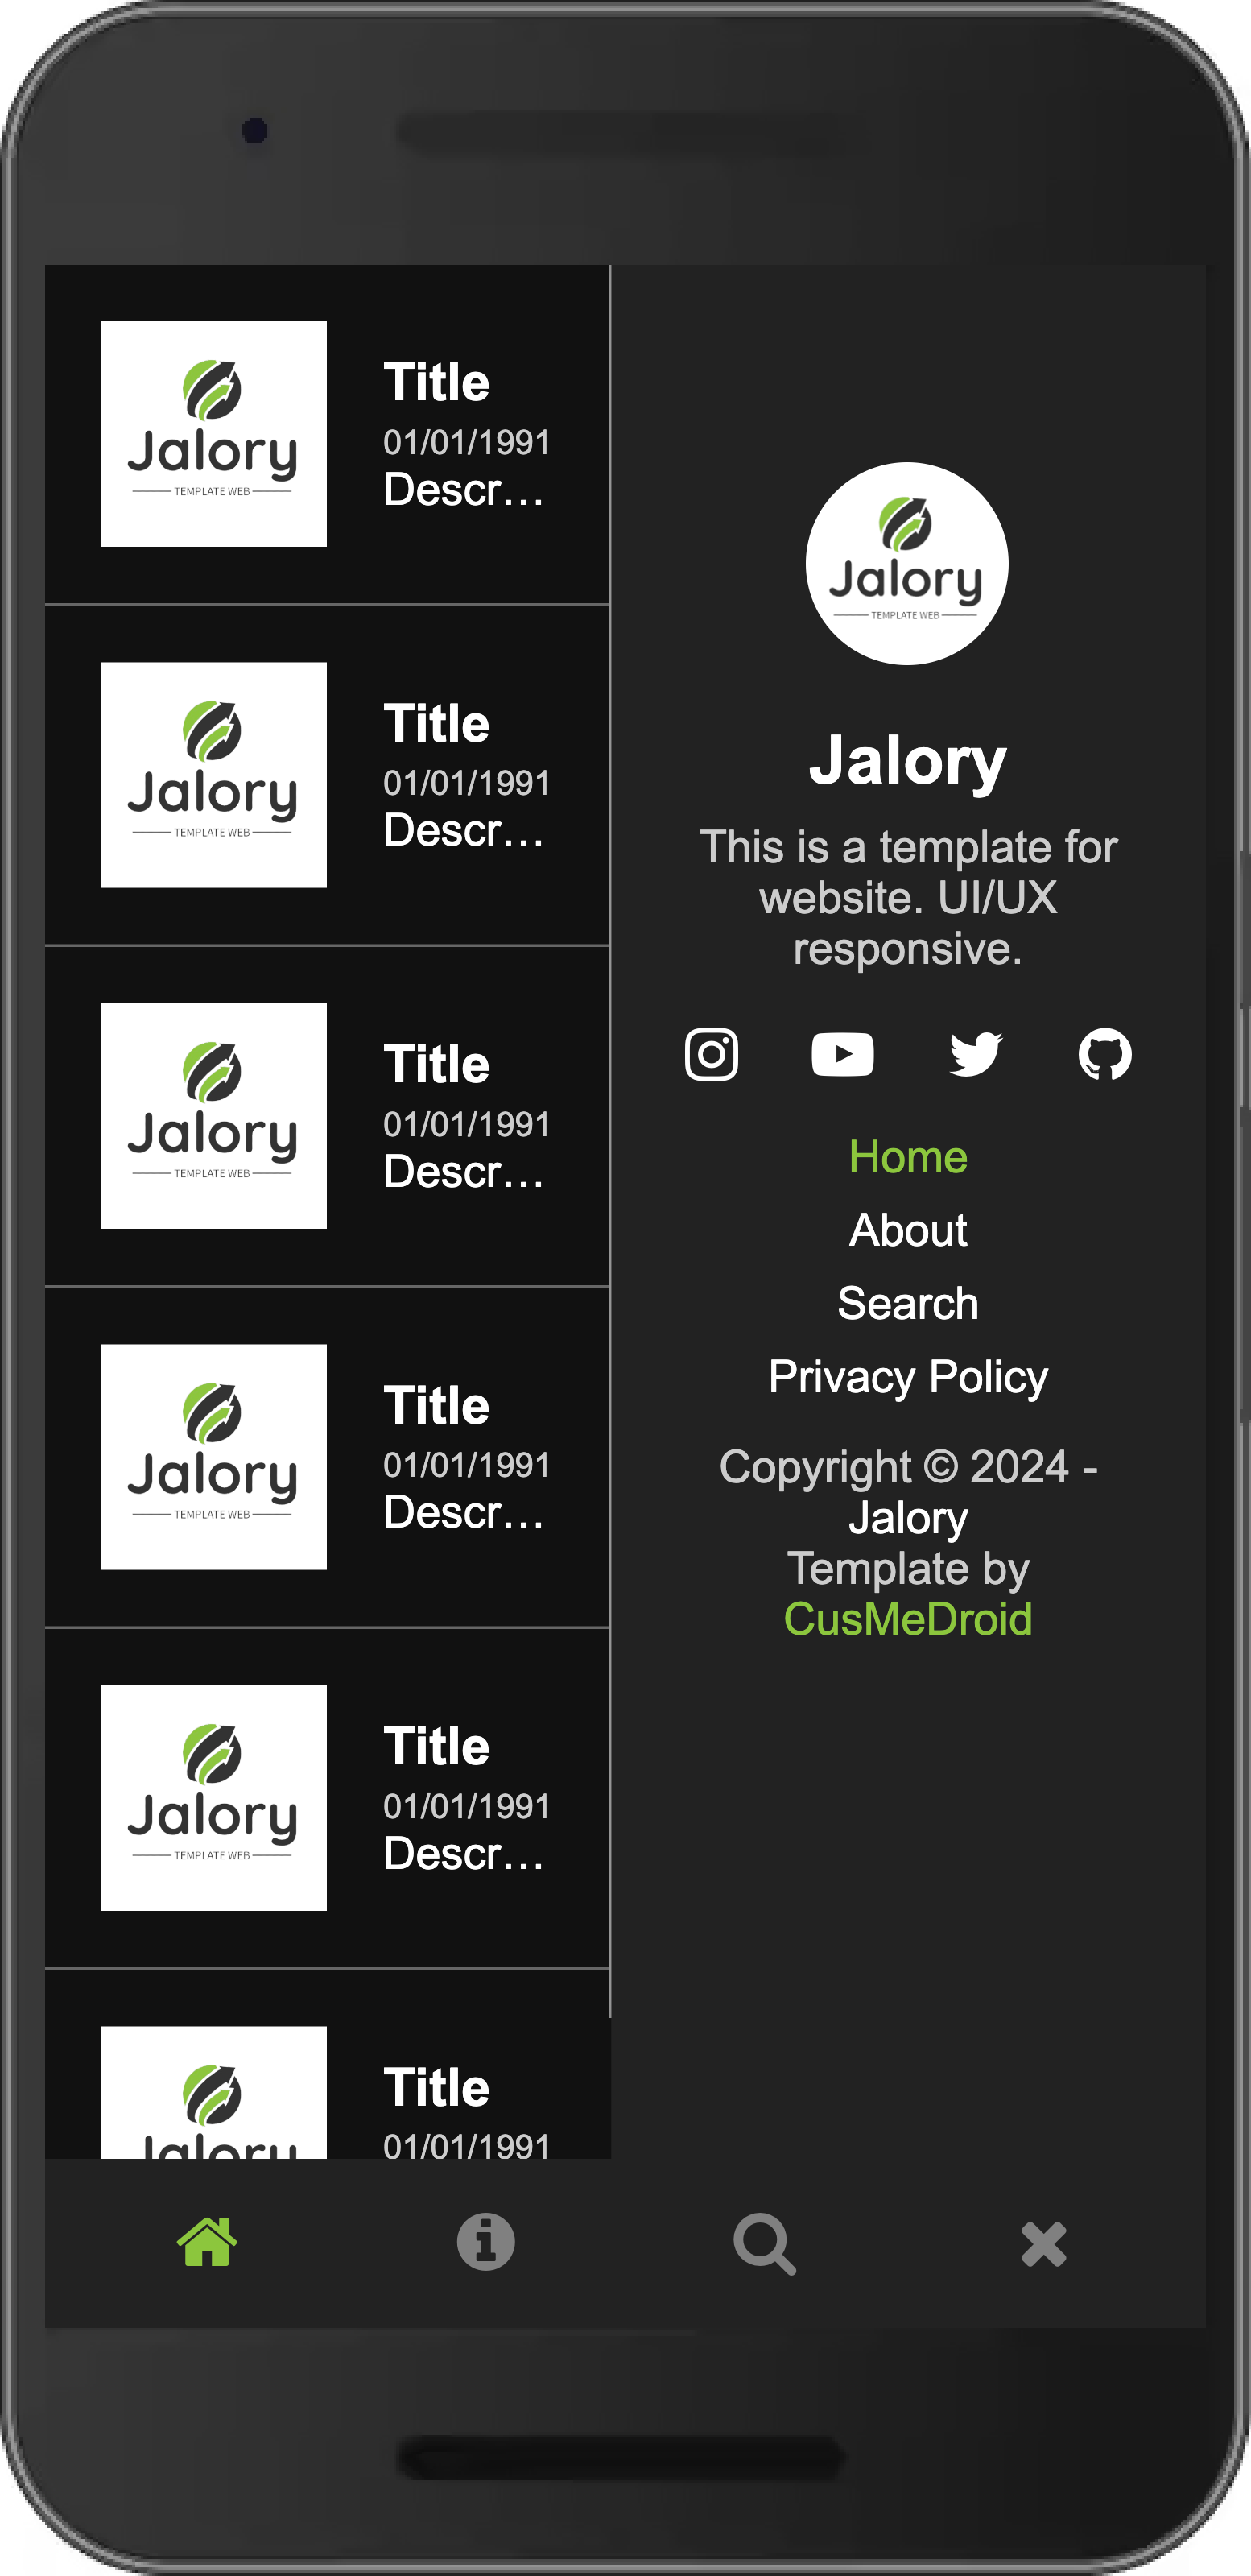 Jalory
TEMPLATE WEB
Title
01/01/1991
Descr...
Jalory
TEMPLATE WEB
Title
01/01/1991
Descr...
Jalory
TEMPLATE WEB
Title
01/01/1991
Descr...
Jalory
TEMPLATE WEB
Title
01/01/1991
Descr...
Jalory
TEMPLATE WEB
Title
01/01/1991
Descr...
Jalory
Title
01/01/1991
Jalory
TEMPLATE WEB
Jalory
This is a template for
website. UI/UX
responsive.
Home
About
Search
Privacy Policy
Copyright © 2024 -
Jalory
Template by
CusMeDroid